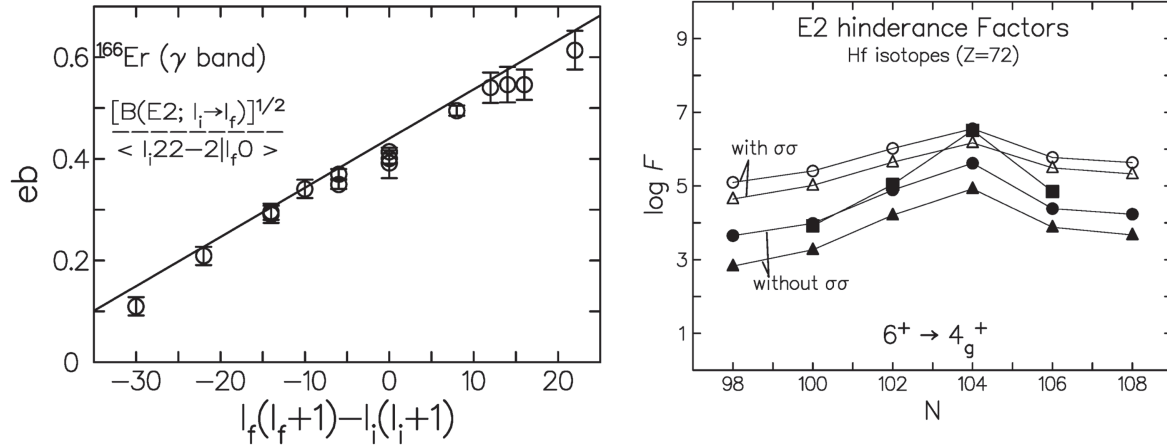 0.6
0.4
0.2
0
eb
¹⁶⁶Er (γ band)
[B(E2; Iᵢ→I_f)]¹ᐟ²
< Iᵢ22−2|I_f0 >
−30 −20 −10 0 10 20
I_f(I_f+1)−Iᵢ(Iᵢ+1)
E2 hinderance Factors
Hf isotopes (Z=72)
9
7
5
3
1
log F
with σσ
without σσ
6⁺ → 4_g⁺
98 100 102 104 106 108
N